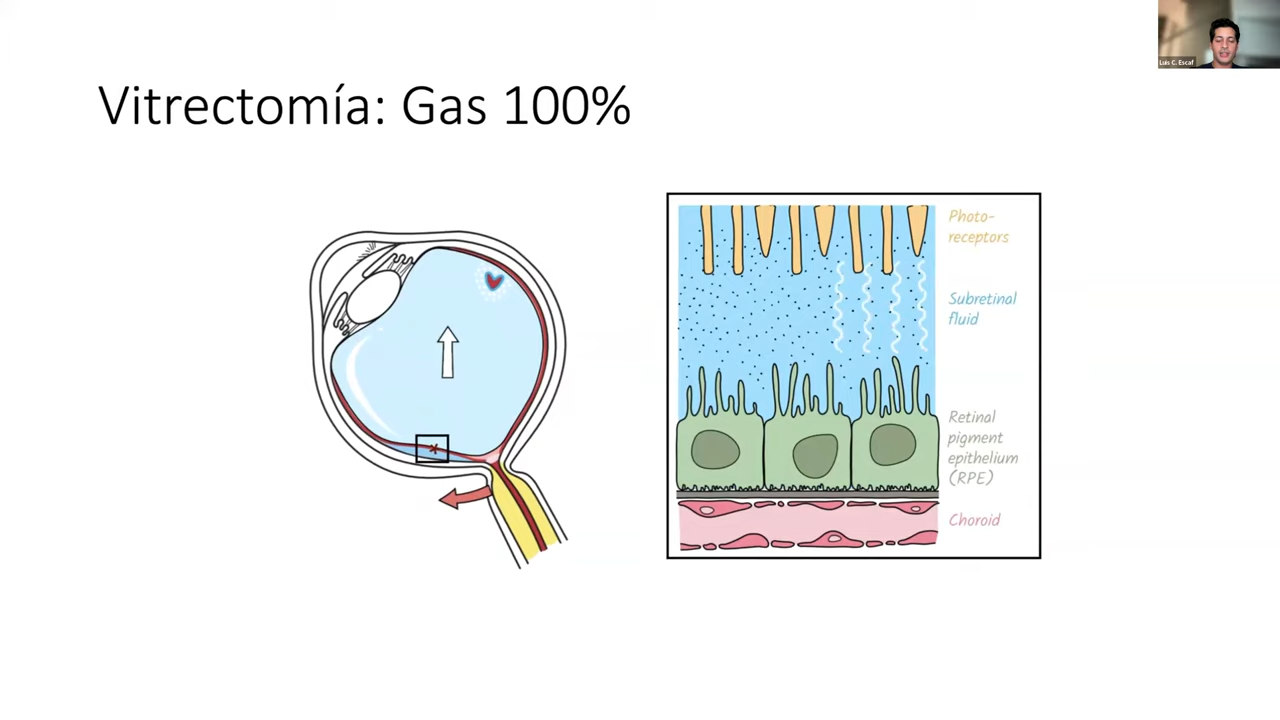 Vitrectomía: Gas 100%
Luis C. Escaf
Photo-
receptors
Subretinal
fluid
Retinal
pigment
epithelium
(RPE)
Choroid